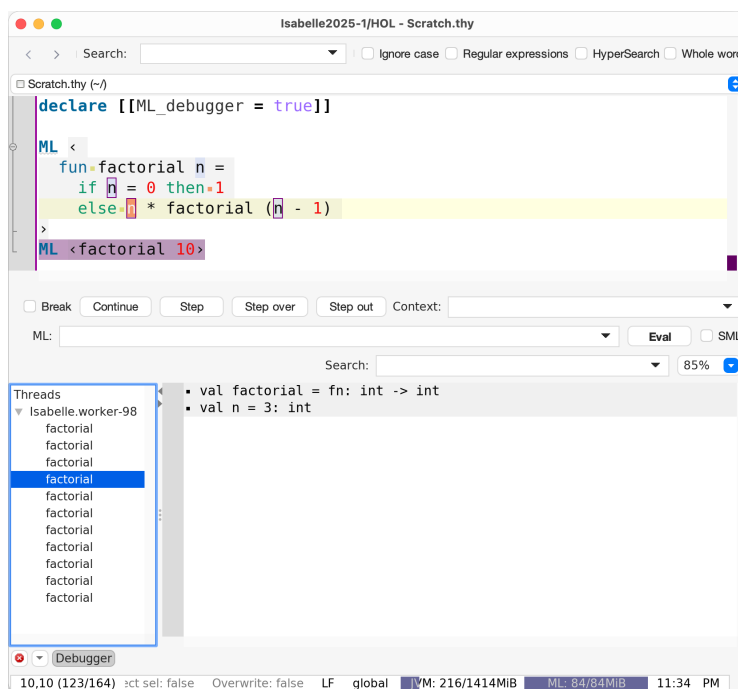 Isabelle2025-1/HOL - Scratch.thy
Search: Ignore case Regular expressions HyperSearch Whole word
Scratch.thy (~/)
declare [[ML_debugger = true]]
ML ‹
fun factorial n =
if n = 0 then 1
else n * factorial (n - 1)
›
ML ‹factorial 10›
Break Continue Step Step over Step out Context:
ML: Eval SML
Search: 85%
Threads
Isabelle.worker-98
factorial
factorial
factorial
factorial
factorial
factorial
factorial
factorial
factorial
factorial
factorial
▪ val factorial = fn: int -> int
▪ val n = 3: int
Debugger
10,10 (123/164) ect sel: false Overwrite: false LF global JVM: 216/1414MiB ML: 84/84MiB 11:34 PM